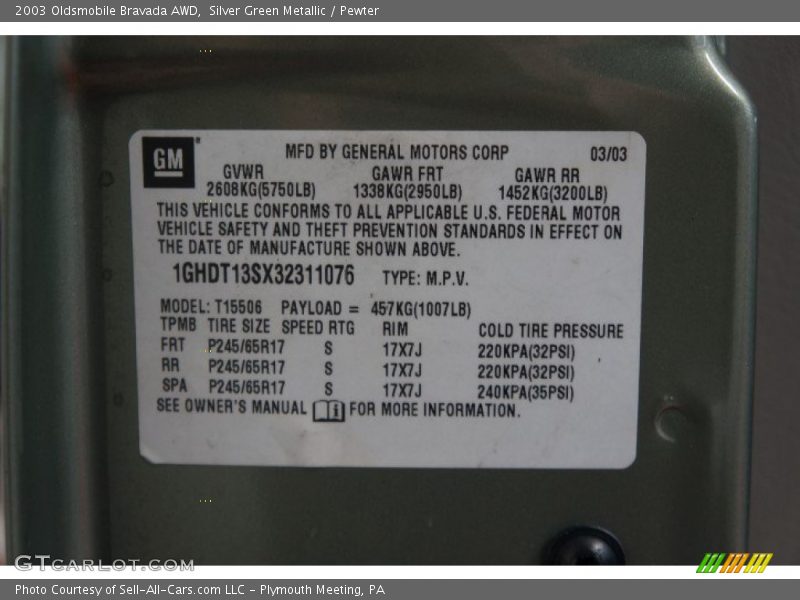 2003 Oldsmobile Bravada AWD, Silver Green Metallic / Pewter
GM
MFD BY GENERAL MOTORS CORP 03/03
GVWR GAWR FRT GAWR RR
2608KG(5750LB) 1338KG(2950LB) 1452KG(3200LB)
THIS VEHICLE CONFORMS TO ALL APPLICABLE U.S. FEDERAL MOTOR
VEHICLE SAFETY AND THEFT PREVENTION STANDARDS IN EFFECT ON
THE DATE OF MANUFACTURE SHOWN ABOVE.
1GHDT13SX32311076 TYPE: M.P.V.
MODEL: T15506 PAYLOAD = 457KG(1007LB)
TPMB TIRE SIZE SPEED RTG RIM COLD TIRE PRESSURE
FRT P245/65R17 S 17X7J 220KPA(32PSI)
RR P245/65R17 S 17X7J 220KPA(32PSI)
SPA P245/65R17 S 17X7J 240KPA(35PSI)
SEE OWNER'S MANUAL FOR MORE INFORMATION.
GTCARLOT.COM
Photo Courtesy of Sell-All-Cars.com LLC - Plymouth Meeting, PA